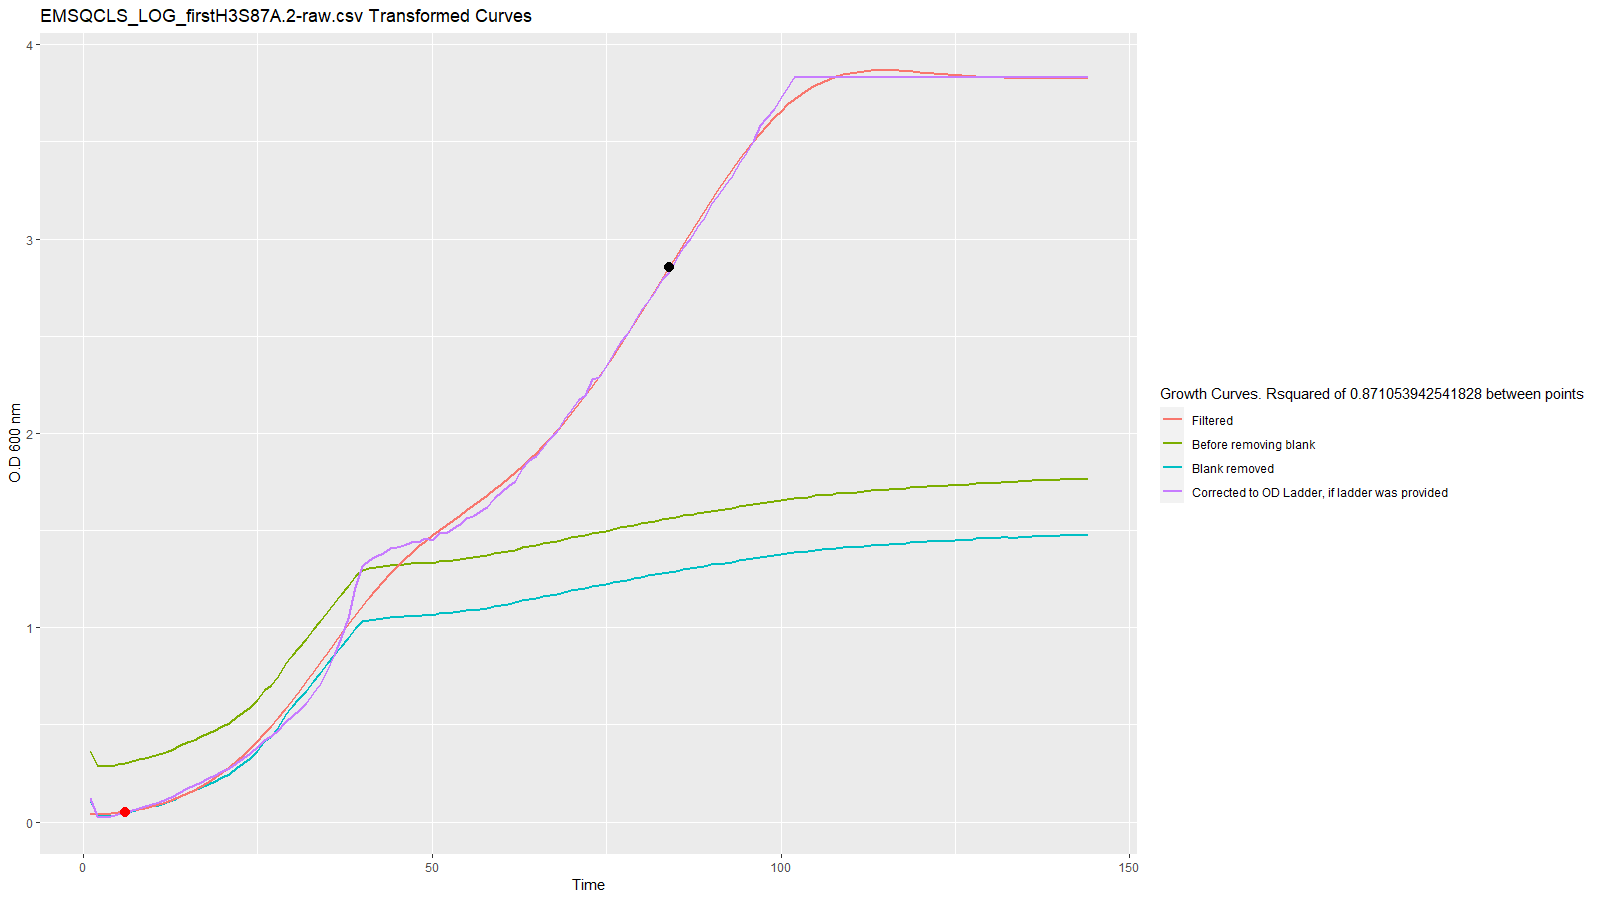 EMSQCLS_LOG_firstH3S87A.2-raw.csv Transformed Curves
4
3
2
1
0
O.D 600 nm
0
50
100
150
Time
Growth Curves. Rsquared of 0.871053942541828 between points
Filtered
Before removing blank
Blank removed
Corrected to OD Ladder, if ladder was provided